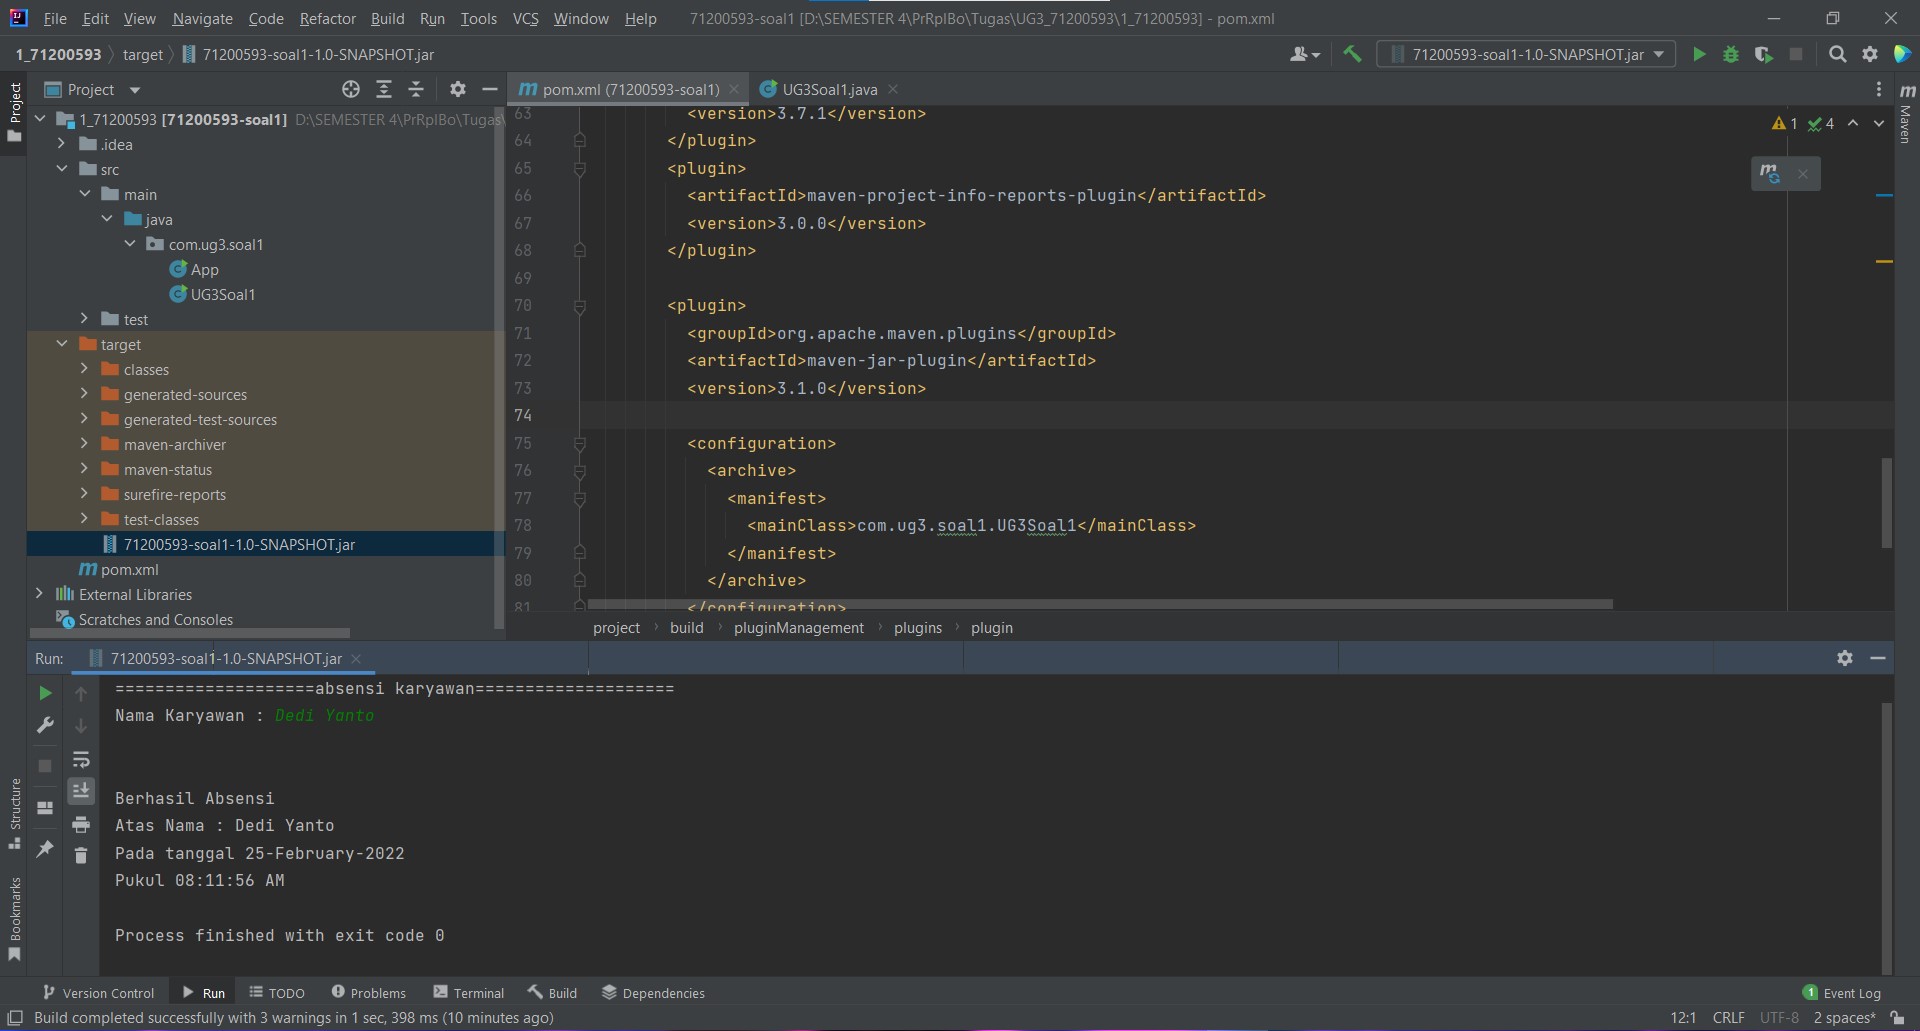 File Edit View Navigate Code Refactor Build Run Tools VCS Window Help 71200593-soal1 [D:\SEMESTER 4\PrRplBo\Tugas\UG3_71200593\1_71200593] - pom.xml
1_71200593 target 71200593-soal1-1.0-SNAPSHOT.jar 71200593-soal1-1.0-SNAPSHOT.jar
Project
Project
pom.xml (71200593-soal1) UG3Soal1.java
Maven
1_71200593 [71200593-soal1] D:\SEMESTER 4\PrRplBo\Tugas\
.idea
src
main
java
com.ug3.soal1
App
UG3Soal1
test
target
classes
generated-sources
generated-test-sources
maven-archiver
maven-status
surefire-reports
test-classes
71200593-soal1-1.0-SNAPSHOT.jar
pom.xml
External Libraries
Scratches and Consoles
1 4
63 <version>3.7.1</version>
64 </plugin>
65 <plugin>
66 <artifactId>maven-project-info-reports-plugin</artifactId>
67 <version>3.0.0</version>
68 </plugin>
69
70 <plugin>
71 <groupId>org.apache.maven.plugins</groupId>
72 <artifactId>maven-jar-plugin</artifactId>
73 <version>3.1.0</version>
74
75 <configuration>
76 <archive>
77 <manifest>
78 <mainClass>com.ug3.soal1.UG3Soal1</mainClass>
79 </manifest>
80 </archive>
81 </configuration>
project › build › pluginManagement › plugins › plugin
Run: 71200593-soal1-1.0-SNAPSHOT.jar
====================absensi karyawan====================
Nama Karyawan : Dedi Yanto
Berhasil Absensi
Atas Nama : Dedi Yanto
Pada tanggal 25-February-2022
Pukul 08:11:56 AM
Process finished with exit code 0
Structure
Bookmarks
Version Control Run TODO Problems Terminal Build Dependencies 1 Event Log
Build completed successfully with 3 warnings in 1 sec, 398 ms (10 minutes ago) 12:1 CRLF UTF-8 2 spaces*